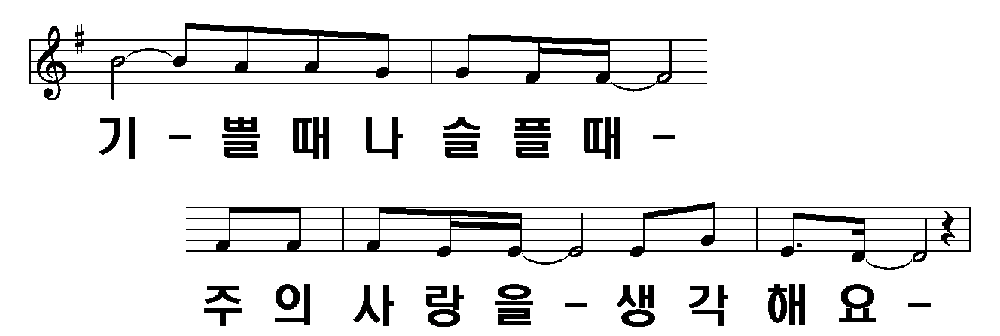 기 - 쁠 때 나 슬 플 때 -
주 의 사 랑 을 - 생 각 해 요 -